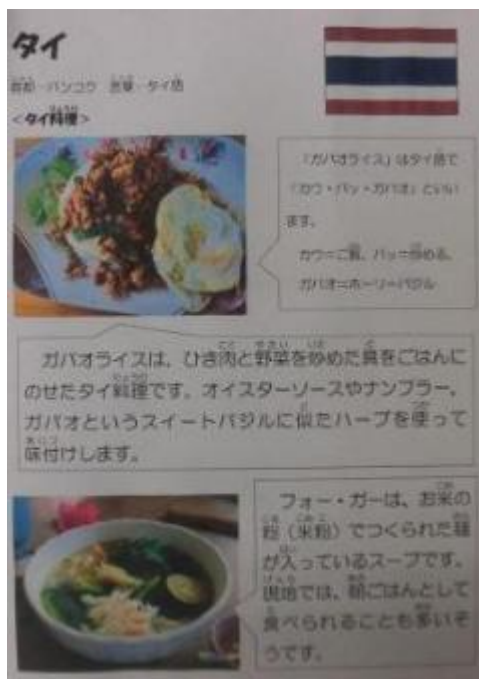 タイ
首都…バンコク 言語…タイ語
<タイ料理>
「ガパオライス」はタイ語で
「カウ・パッ・ガパオ」といい
ます。
カウ=ご飯、パッ=炒める、
ガパオ=ホーリーバジル
ガパオライスは、ひき肉と野菜を炒めた具をごはんに
のせたタイ料理です。オイスターソースやナンプラー、
ガパオというスイートバジルに似たハーブを使って
味付けします。
フォー・ガーは、お米の
粉(米粉)でつくられた麺
が入っているスープです。
現地では、朝ごはんとして
食べられることも多いそ
うです。